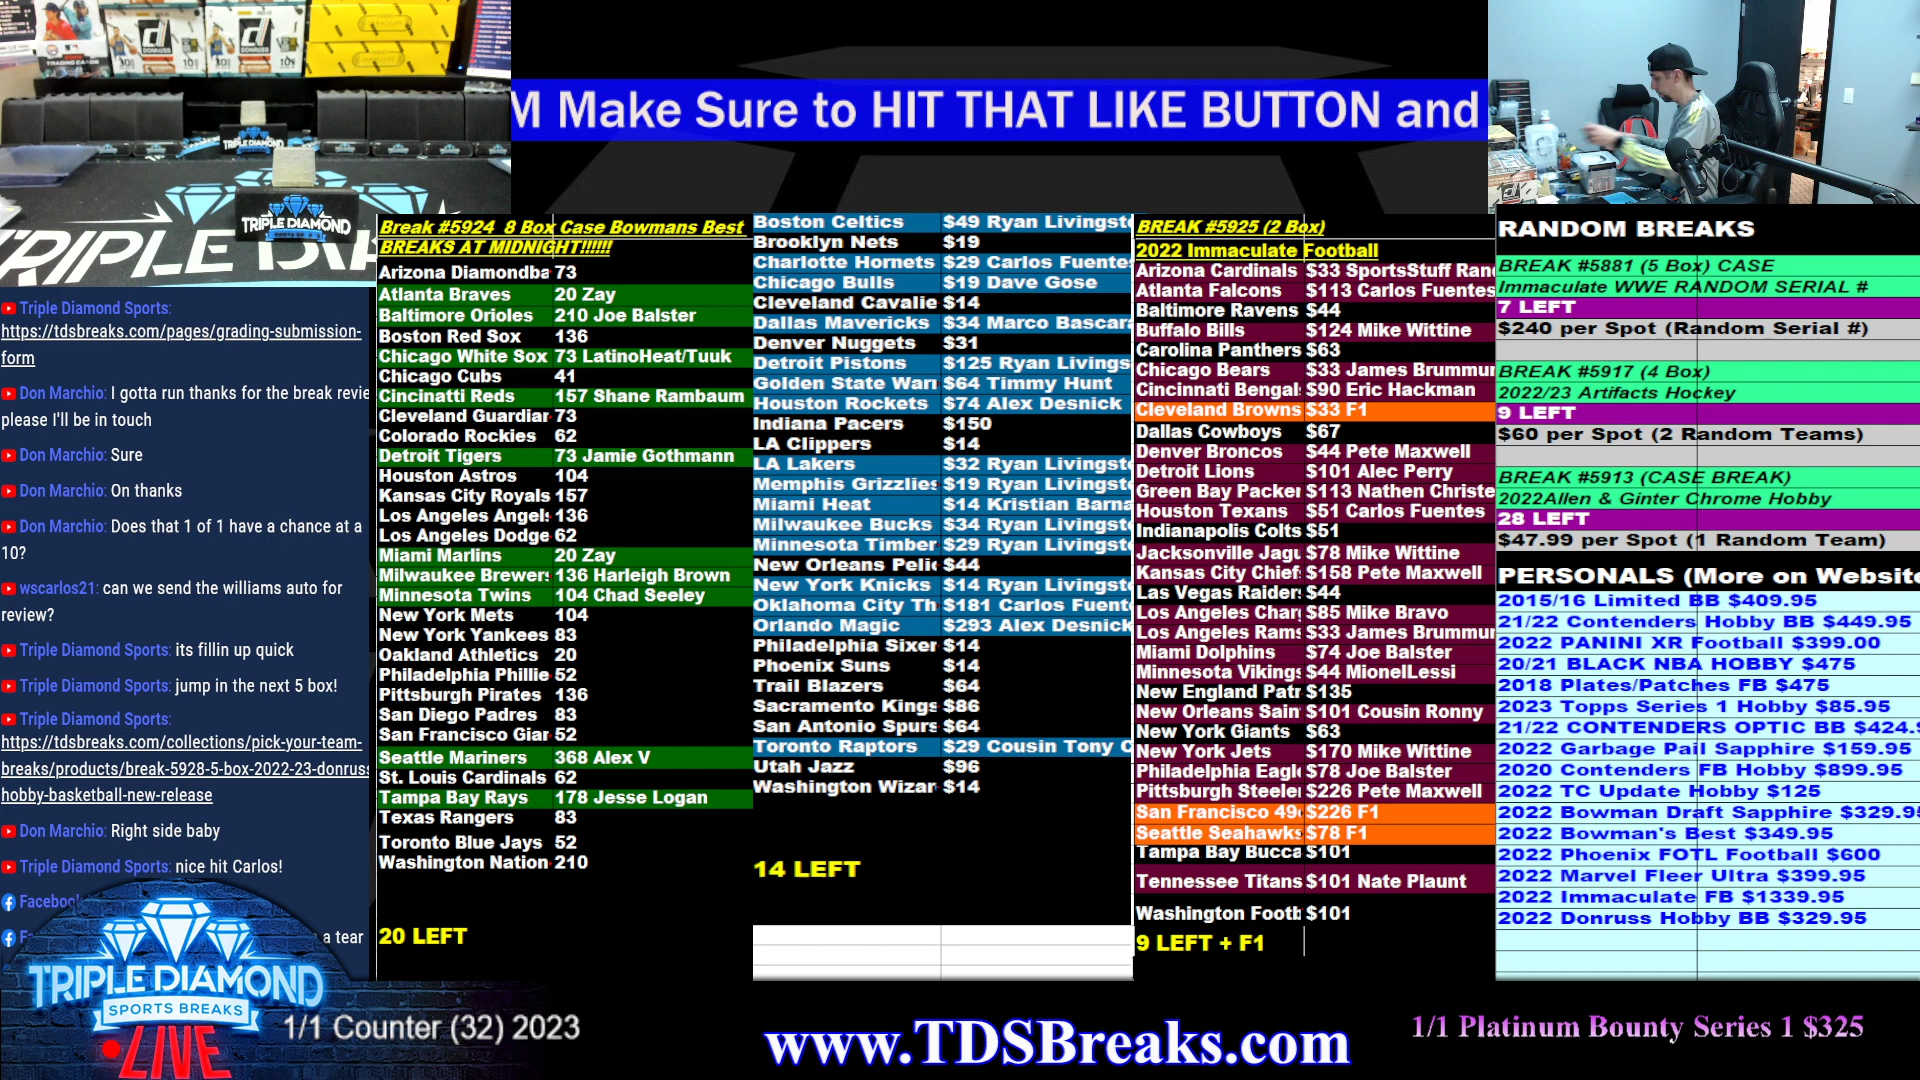 M Make Sure to HIT THAT LIKE BUTTON and
DONRUSS
DONRUSS
TRIPLE DIAMOND
TRIPLE DIAMOND
Triple Diamond Sports:
https://tdsbreaks.com/pages/grading-submission-
form
Don Marchio: I gotta run thanks for the break revie
please I'll be in touch
Don Marchio: Sure
Don Marchio: On thanks
Don Marchio: Does that 1 of 1 have a chance at a
10?
wscarlos21: can we send the williams auto for
review?
Triple Diamond Sports: its fillin up quick
Triple Diamond Sports: jump in the next 5 box!
Triple Diamond Sports:
https://tdsbreaks.com/collections/pick-your-team-
breaks/products/break-5928-5-box-2022-23-donruss
hobby-basketball-new-release
Don Marchio: Right side baby
Triple Diamond Sports: nice hit Carlos!
a tear
TRIPLE DIAMOND
SPORTS BREAKS
LIVE
1/1 Counter (32) 2023
Break #5924 8 Box Case Bowmans Best
BREAKS AT MIDNIGHT!!!!!!
Arizona Diamondba 73
Atlanta Braves 20 Zay
Baltimore Orioles 210 Joe Balster
Boston Red Sox 136
Chicago White Sox 73 LatinoHeat/Tuuk
Chicago Cubs 41
Cincinatti Reds 157 Shane Rambaum
Cleveland Guardian 73
Colorado Rockies 62
Detroit Tigers 73 Jamie Gothmann
Houston Astros 104
Kansas City Royals 157
Los Angeles Angel 136
Los Angeles Dodge 62
Miami Marlins 20 Zay
Milwaukee Brewers 136 Harleigh Brown
Minnesota Twins 104 Chad Seeley
New York Mets 104
New York Yankees 83
Oakland Athletics 20
Philadelphia Phillie 52
Pittsburgh Pirates 136
San Diego Padres 83
San Francisco Gian 52
Seattle Mariners 368 Alex V
St. Louis Cardinals 62
Tampa Bay Rays 178 Jesse Logan
Texas Rangers 83
Toronto Blue Jays 52
Washington Nation 210
20 LEFT
Boston Celtics $49 Ryan Livingst
Brooklyn Nets $19
Charlotte Hornets $29 Carlos Fuentes
Chicago Bulls $19 Dave Gose
Cleveland Cavalie $14
Dallas Mavericks $34 Marco Bascar
Denver Nuggets $31
Detroit Pistons $125 Ryan Livings
Golden State Warr $64 Timmy Hunt
Houston Rockets $74 Alex Desnick
Indiana Pacers $150
LA Clippers $14
LA Lakers $32 Ryan Livingst
Memphis Grizzlies $19 Ryan Livingst
Miami Heat $14 Kristian Barna
Milwaukee Bucks $34 Ryan Livingst
Minnesota Timber $29 Ryan Livingst
New Orleans Pelic $44
New York Knicks $14 Ryan Livingst
Oklahoma City Th $181 Carlos Fuent
Orlando Magic $293 Alex Desnick
Philadelphia Sixer $14
Phoenix Suns $14
Trail Blazers $64
Sacramento Kings $86
San Antonio Spurs $64
Toronto Raptors $29 Cousin Tony C
Utah Jazz $96
Washington Wizar $14
14 LEFT
BREAK #5925 (2 Box)
2022 Immaculate Football
Arizona Cardinals $33 SportsStuff Ran
Atlanta Falcons $113 Carlos Fuentes
Baltimore Ravens $44
Buffalo Bills $124 Mike Wittine
Carolina Panthers $63
Chicago Bears $33 James Brummu
Cincinnati Bengal $90 Eric Hackman
Cleveland Browns $33 F1
Dallas Cowboys $67
Denver Broncos $44 Pete Maxwell
Detroit Lions $101 Alec Perry
Green Bay Packer $113 Nathen Christe
Houston Texans $51 Carlos Fuentes
Indianapolis Colts $51
Jacksonville Jagu $78 Mike Wittine
Kansas City Chief $158 Pete Maxwell
Las Vegas Raider $44
Los Angeles Charg $85 Mike Bravo
Los Angeles Rams $33 James Brummu
Miami Dolphins $74 Joe Balster
Minnesota Vikings $44 MionelLessi
New England Patr $135
New Orleans Sain $101 Cousin Ronny
New York Giants $63
New York Jets $170 Mike Wittine
Philadelphia Eagl $78 Joe Balster
Pittsburgh Steele $226 Pete Maxwell
San Francisco 49 $226 F1
Seattle Seahawks $78 F1
Tampa Bay Bucca $101
Tennessee Titans $101 Nate Plaunt
Washington Footb $101
9 LEFT + F1
RANDOM BREAKS
BREAK #5881 (5 Box) CASE
Immaculate WWE RANDOM SERIAL #
7 LEFT
$240 per Spot (Random Serial #)
BREAK #5917 (4 Box)
2022/23 Artifacts Hockey
9 LEFT
$60 per Spot (2 Random Teams)
BREAK #5913 (CASE BREAK)
2022Allen & Ginter Chrome Hobby
28 LEFT
$47.99 per Spot (1 Random Team)
PERSONALS (More on Website
2015/16 Limited BB $409.95
21/22 Contenders Hobby BB $449.95
2022 PANINI XR Football $399.00
20/21 BLACK NBA HOBBY $475
2018 Plates/Patches FB $475
2023 Topps Series 1 Hobby $85.95
21/22 CONTENDERS OPTIC BB $424.
2022 Garbage Pail Sapphire $159.95
2020 Contenders FB Hobby $899.95
2022 TC Update Hobby $125
2022 Bowman Draft Sapphire $329.9
2022 Bowman's Best $349.95
2022 Phoenix FOTL Football $600
2022 Marvel Fleer Ultra $399.95
2022 Immaculate FB $1339.95
2022 Donruss Hobby BB $329.95
www.TDSBreaks.com
1/1 Platinum Bounty Series 1 $325